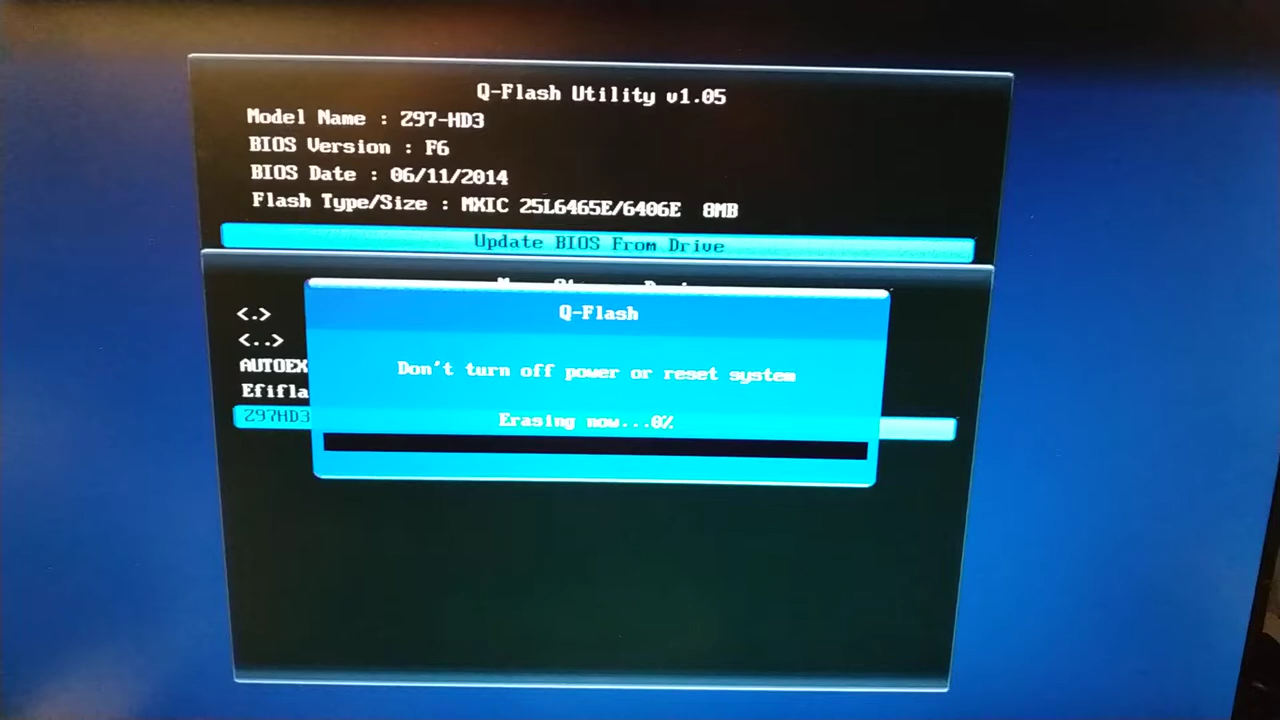 Q-Flash Utility v1.05
Model Name : Z97-HD3
BIOS Version : F6
BIOS Date : 06/11/2014
Flash Type/Size : MXIC 25L6465E/6406E 8MB
Update BIOS From Drive
<.>
<..>
AUTOEX
Efifla
Z97HD3
Q-Flash
Don't turn off power or reset system
Erasing now...0%